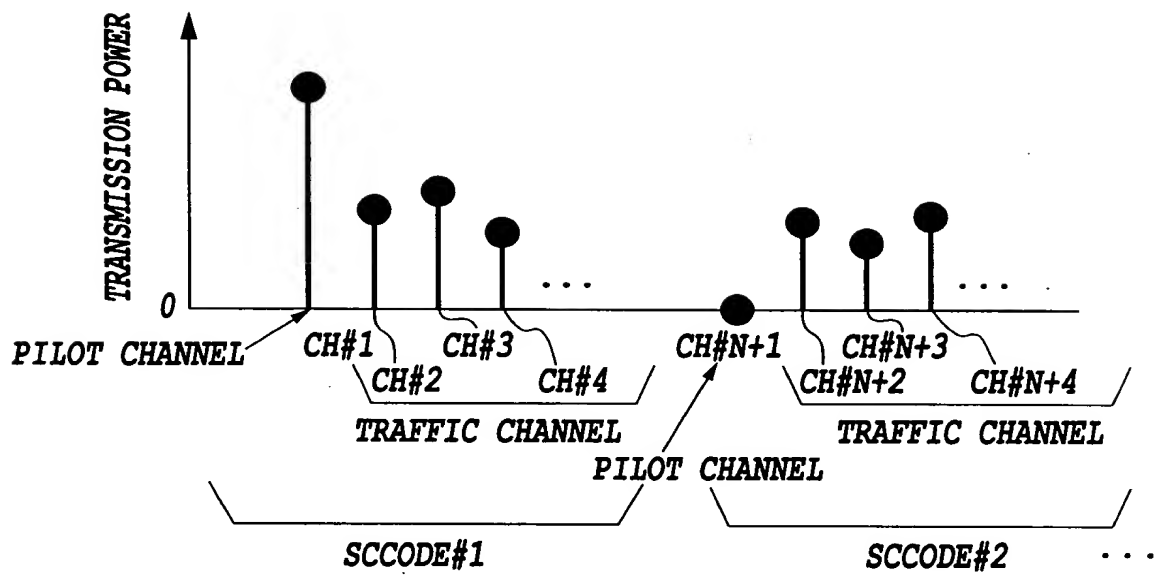 TRANSMISSION POWER
0
...
...
PILOT CHANNEL
CH#1
CH#2
CH#3
CH#4
CH#N+1
CH#N+2
CH#N+3
CH#N+4
TRAFFIC CHANNEL
TRAFFIC CHANNEL
PILOT CHANNEL
SCCODE#1
SCCODE#2
...